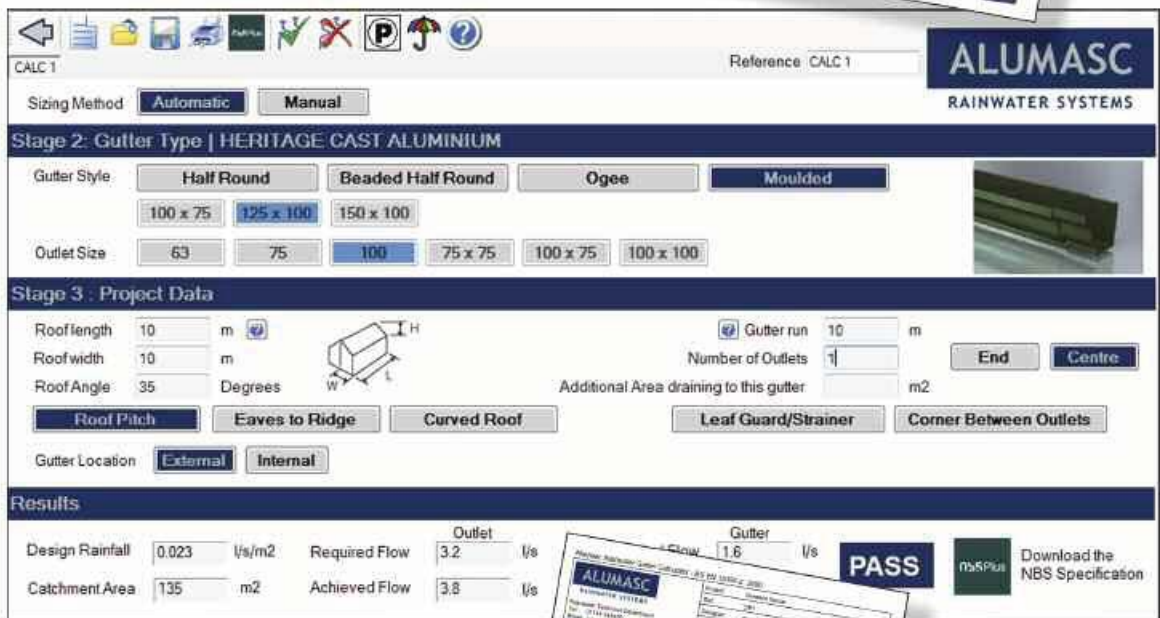 CALC 1
Reference CALC 1
ALUMASC
RAINWATER SYSTEMS
Sizing Method Automatic Manual
Stage 2: Gutter Type | HERITAGE CAST ALUMINIUM
Gutter Style Half Round Beaded Half Round Ogee Moulded
100 x 75 125 x 100 150 x 100
Outlet Size 63 75 100 75 x 75 100 x 75 100 x 100
Stage 3 : Project Data
Roof length 10 m Gutter run 10 m
Roof width 10 m Number of Outlets 1 End Centre
Roof Angle 35 Degrees Additional Area draining to this gutter m2
H
W L
Roof Pitch Eaves to Ridge Curved Roof Leaf Guard/Strainer Corner Between Outlets
Gutter Location External Internal
Results
Outlet Gutter
Design Rainfall 0.023 l/s/m2 Required Flow 3.2 l/s Flow 1.6 l/s PASS nbsPlus Download the
NBS Specification
Catchment Area 135 m2 Achieved Flow 3.8 l/s
ALUMASC
RAINWATER SYSTEMS